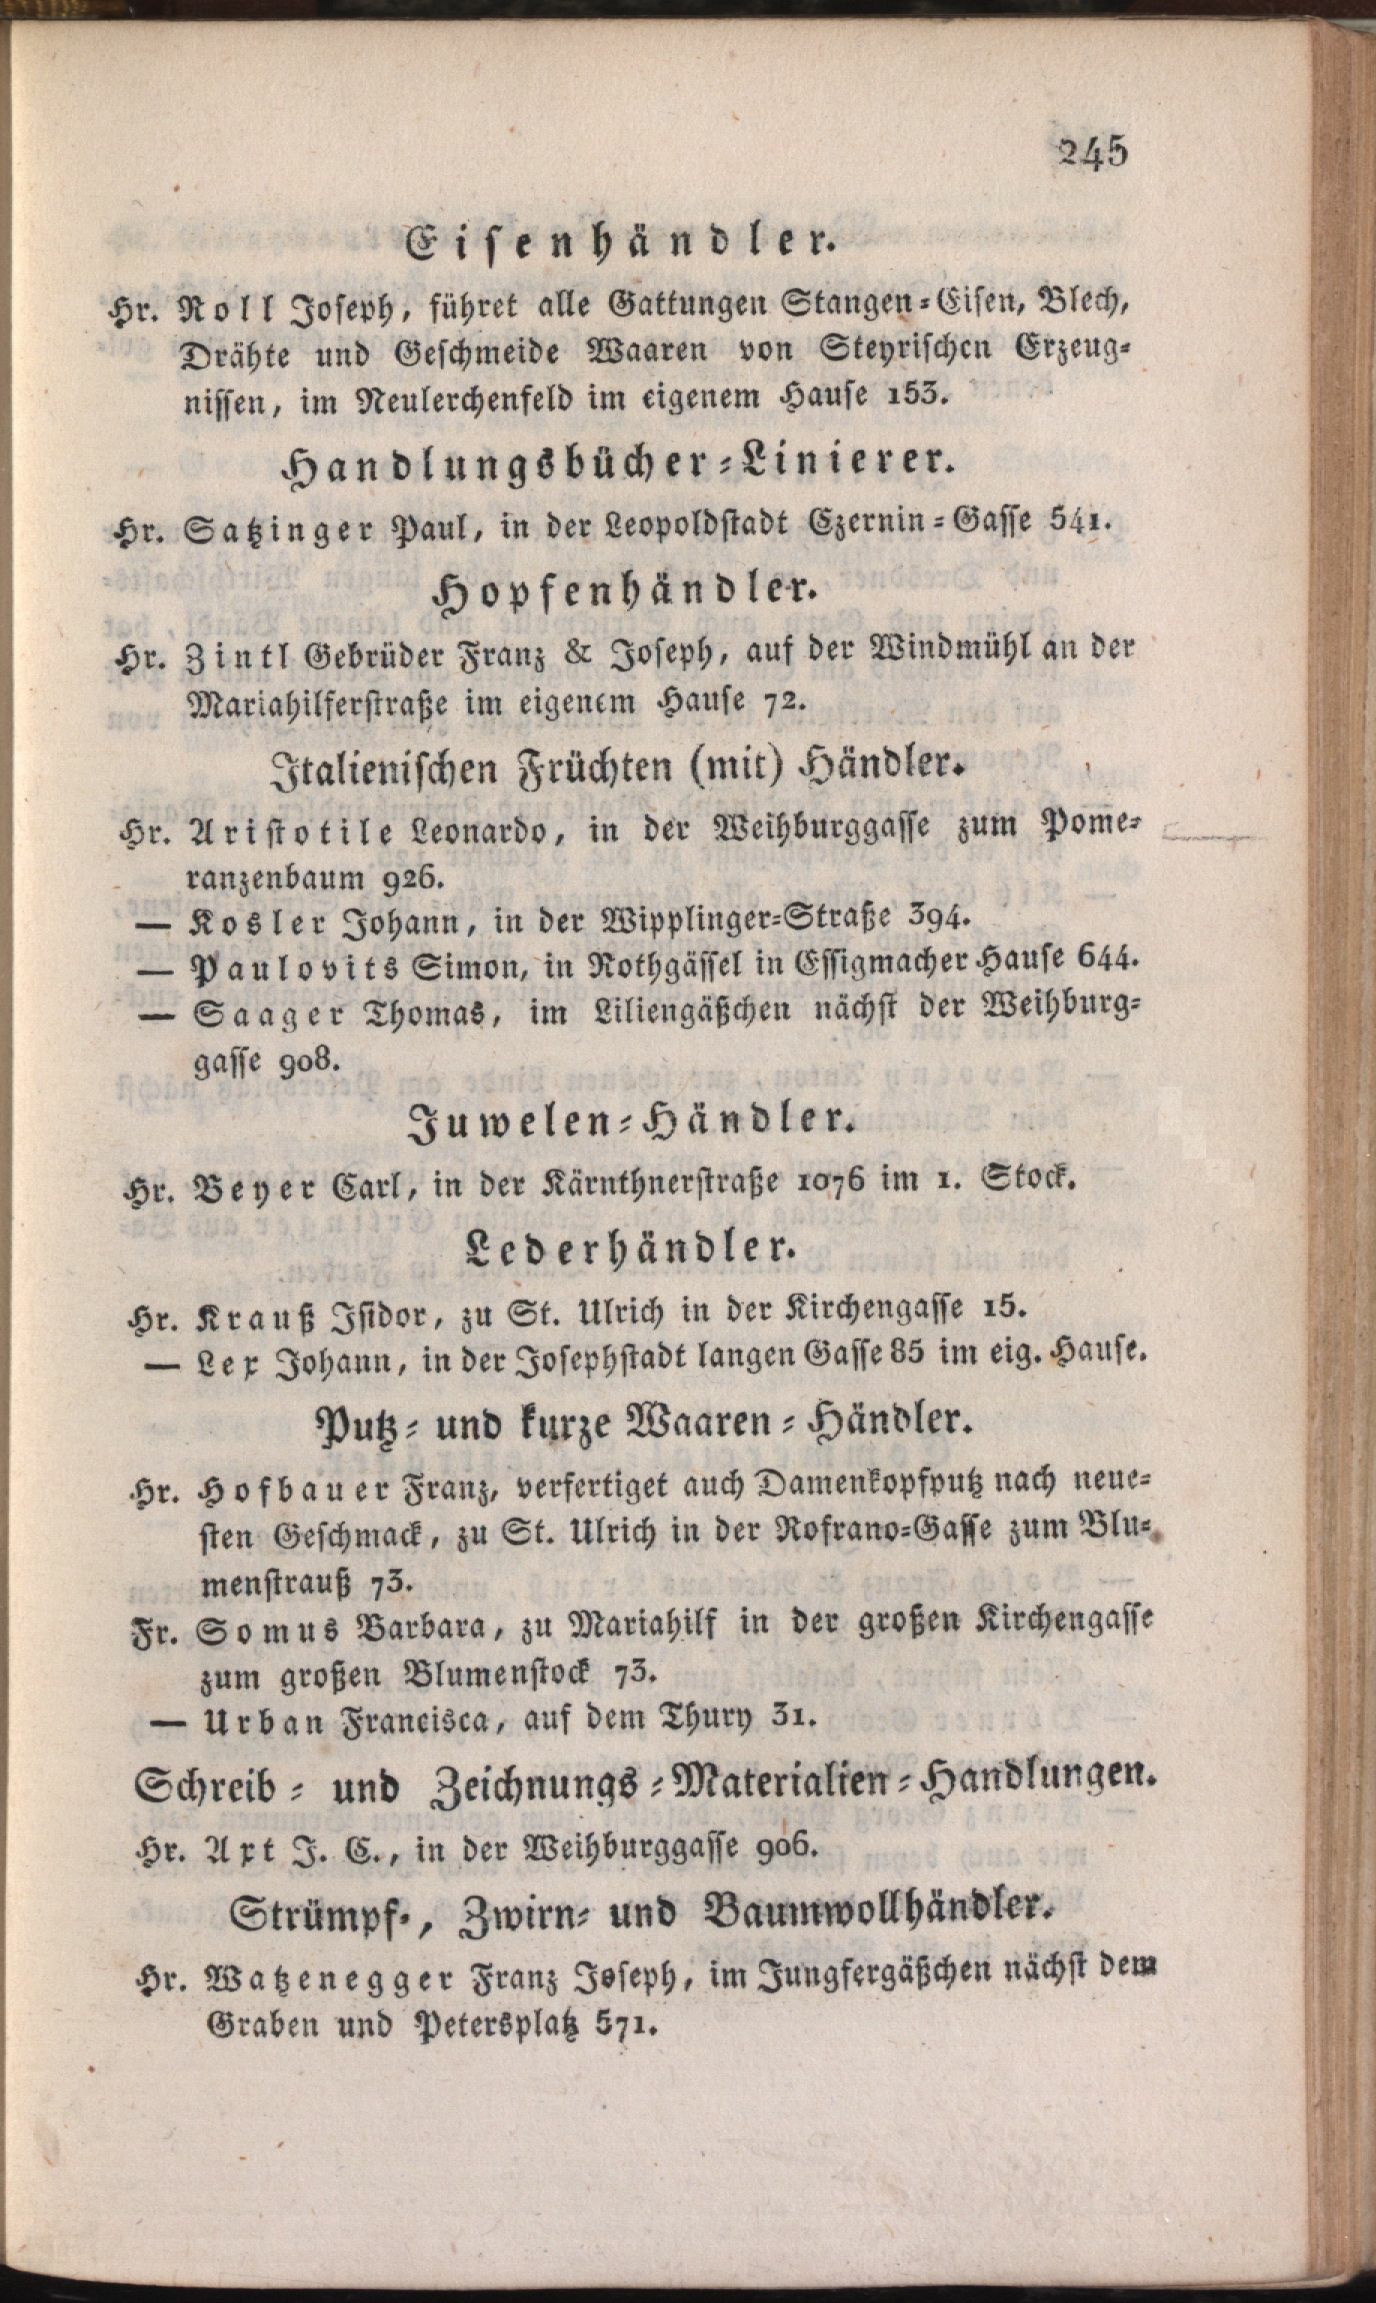 245
Eisenhändler.
Hr. Roll Joseph, führet alle Gattungen Stangen-Eisen, Blech,
Drähte und Geschmeide Waaren von Steyrischen Erzeug-
nissen, im Neulerchenfeld im eigenem Hause 153.
Handlungsbücher-Linierer.
Hr. Satzinger Paul, in der Leopoldstadt Czernin-Gasse 541.
Hopfenhändler.
Hr. Zintl Gebrüder Franz & Joseph, auf der Windmühl an der
Mariahilferstraße im eigenem Hause 72.
Italienischen Früchten (mit) Händler.
Hr. Aristotile Leonardo, in der Weihburggasse zum Pom̄e-
ranzenbaum 926.
— Kosler Johann, in der Wipplinger-Straße 394.
— Paulovits Simon, in Rothgässel in Essigmacher Hause 644.
— Saager Thomas, im Liliengäßchen nächst der Weihburg-
gasse 908.
Juwelen-Händler.
Hr. Beyer Carl, in der Kärnthnerstraße 1076 im 1. Stock.
Lederhändler.
Hr. Krauß Isidor, zu St. Ulrich in der Kirchengasse 15.
— Lex Johann, in der Josephstadt langen Gasse 85 im eig. Hause.
Putz- und kurze Waaren-Händler.
Hr. Hofbauer Franz, verfertiget auch Damenkopfputz nach neue-
sten Geschmack, zu St. Ulrich in der Rofrano-Gasse zum Blu-
menstrauß 73.
Fr. Somus Barbara, zu Mariahilf in der großen Kirchengasse
zum großen Blumenstock 73.
— Urban Francisca, auf dem Thury 31.
Schreib- und Zeichnungs-Materialien-Handlungen.
Hr. Axt J. C., in der Weihburggasse 906.
Strümpf-, Zwirn- und Baumwollhändler.
Hr. Watzenegger Franz Joseph, im Jungfergäßchen nächst dem
Graben und Petersplatz 571.